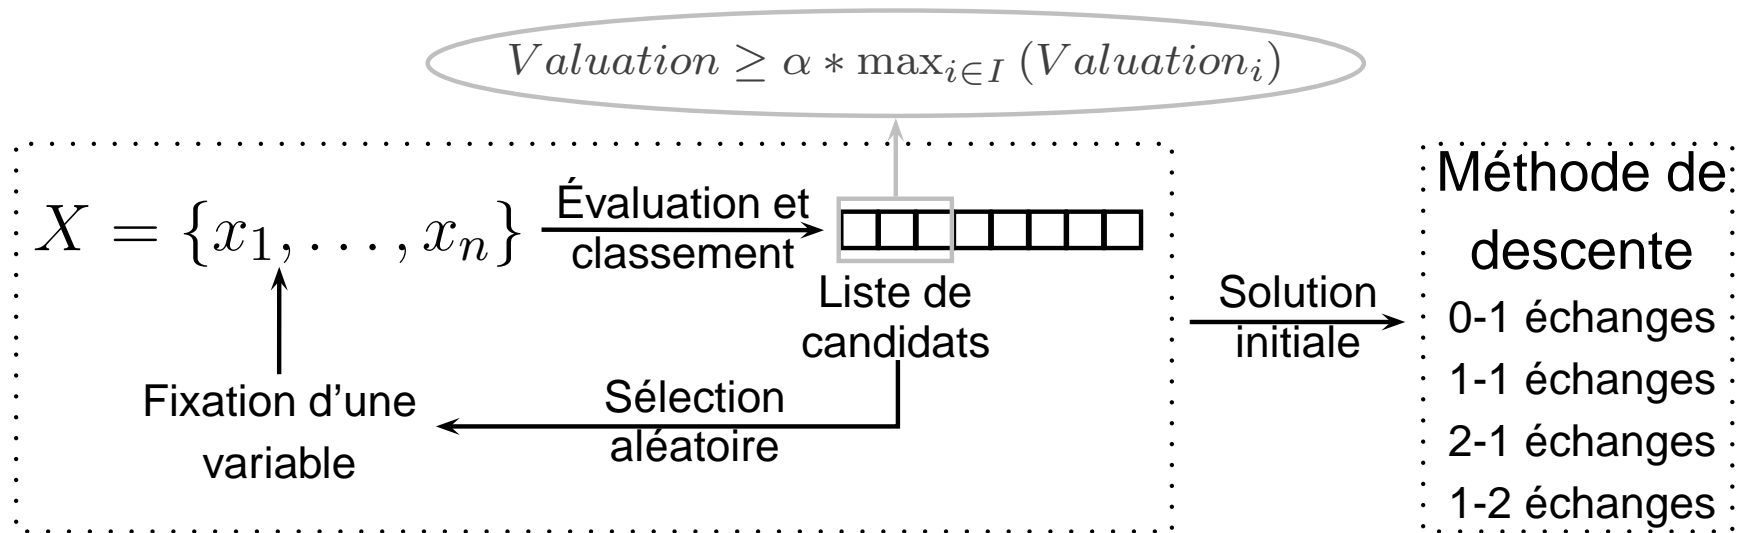 Valuation ≥ α ∗ max_{i∈I} (Valuation_i)
X = {x_1, . . . , x_n}
Évaluation et
classement
Liste de
candidats
Sélection
aléatoire
Fixation d’une
variable
Solution
initiale
Méthode de
descente
0-1 échanges
1-1 échanges
2-1 échanges
1-2 échanges